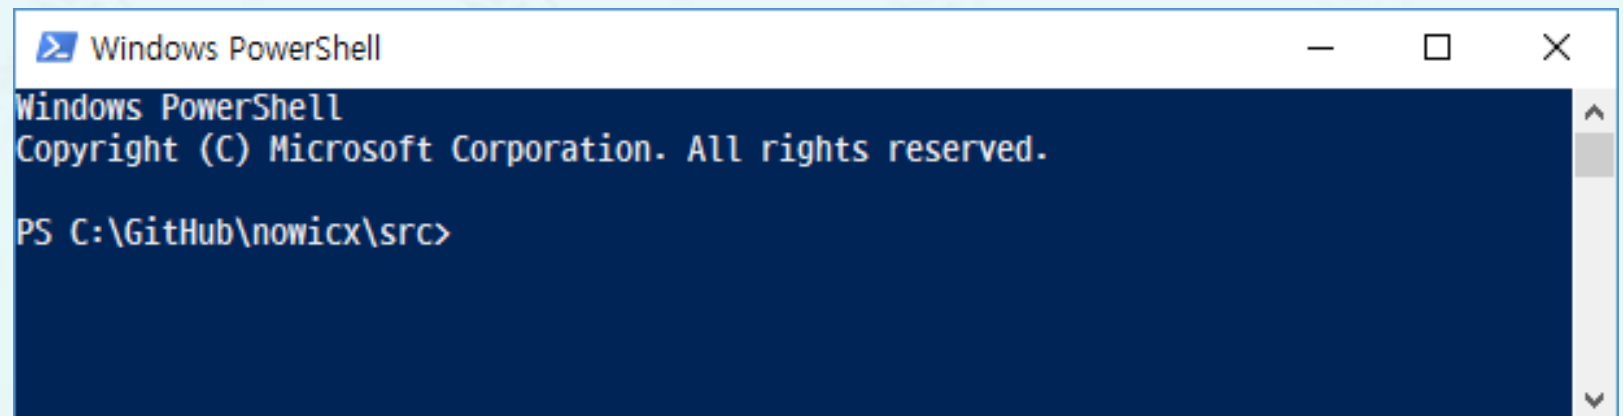 Windows PowerShell
Windows PowerShell
Copyright (C) Microsoft Corporation. All rights reserved.
PS C:\GitHub\nowicx\src>